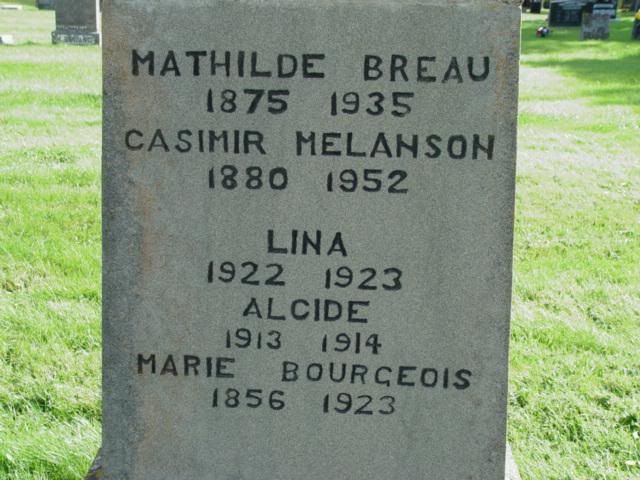 MATHILDE BREAU
1875 1935
CASIMIR MELANSON
1880 1952
LINA
1922 1923
ALCIDE
1913 1914
MARIE BOURGEOIS
1856 1923